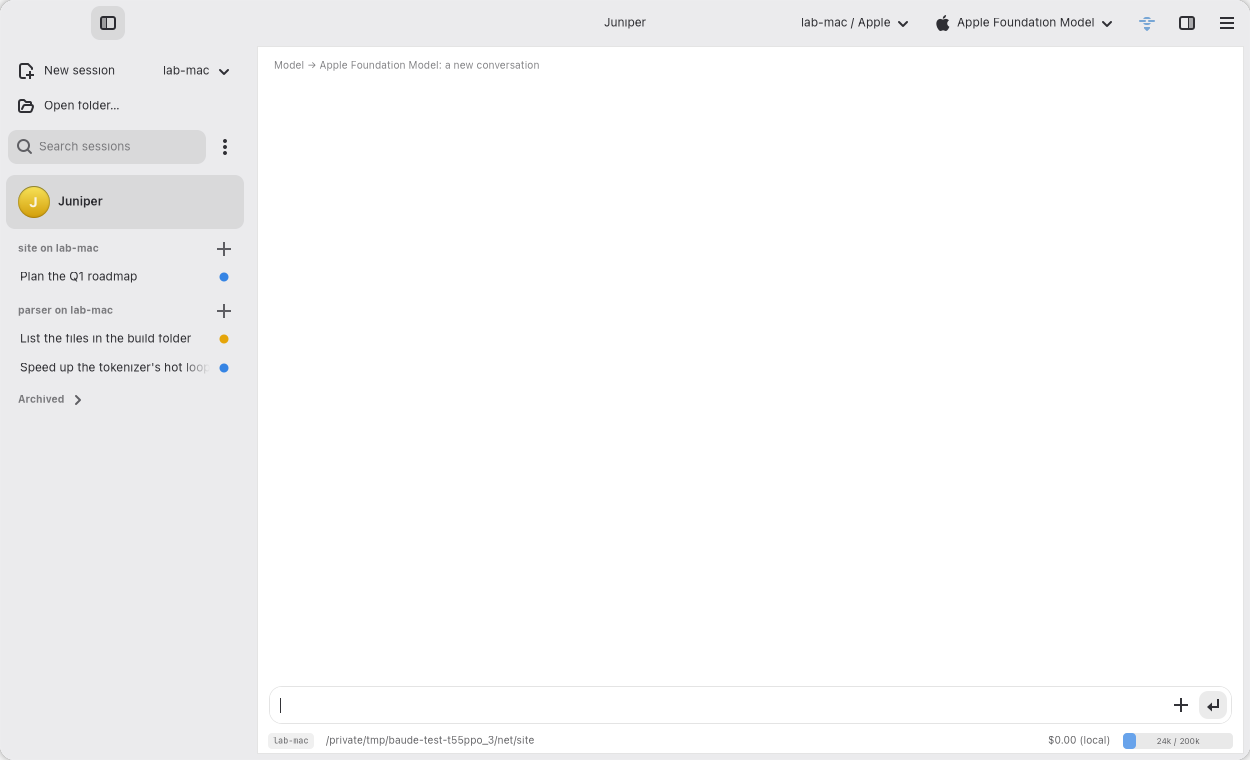 Juniper
lab-mac / Apple
Apple Foundation Model
New session
lab-mac
Open folder...
Search sessions
J
Juniper
site on lab-mac
Plan the Q1 roadmap
parser on lab-mac
List the files in the build folder
Speed up the tokenizer's hot loop
Archived
Model → Apple Foundation Model: a new conversation
lab-mac
/private/tmp/baude-test-t55ppo_3/net/site
$0.00 (local)
24k / 200k